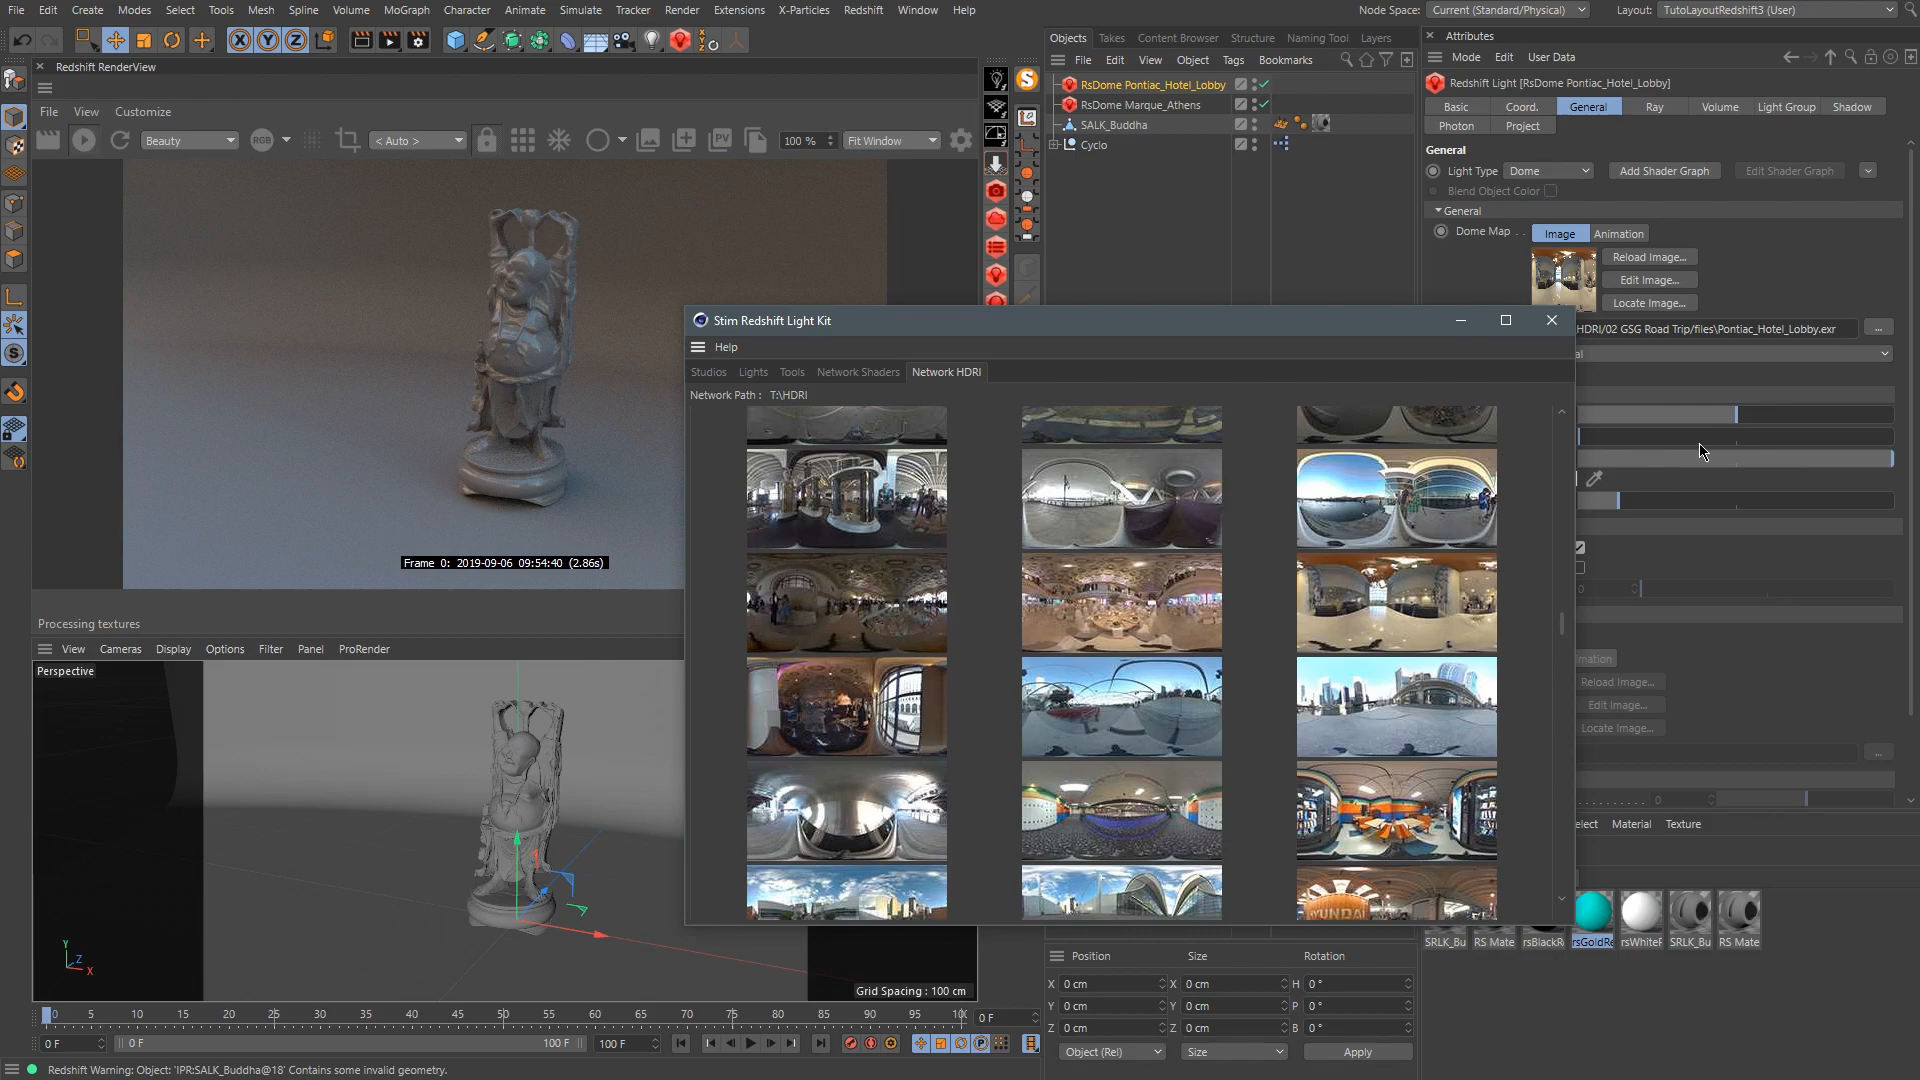 File Edit Create Modes Select Tools Mesh Spline Volume MoGraph Character Animate Simulate Tracker Render Extensions X-Particles Redshift Window Help
Node Space: Current (Standard/Physical) Layout: TutoLayoutRedshift3 (User)
Redshift RenderView
File View Customize
Beauty RGB < Auto > PV 100 % Fit Window
Frame 0: 2019-09-06 09:54:40 (2.86s)
Processing textures
View Cameras Display Options Filter Panel ProRender
Perspective
Y
Z
X
Grid Spacing : 100 cm
0 5 10 15 20 25 30 35 40 45 50 55 60 65 70 75 80 85 90 95 0 F
0 F 0 F 100 F 100 F
Redshift Warning: Object: 'IPR:SALK_Buddha@18' Contains some invalid geometry.
Objects Takes Content Browser Structure Naming Tool Layers
File Edit View Object Tags Bookmarks
RsDome Pontiac_Hotel_Lobby
RsDome Marque_Athens
SALK_Buddha
Cyclo
Stim Redshift Light Kit
Help
Studios Lights Tools Network Shaders Network HDRI
Network Path : T:\HDRI
Position Size Rotation
X 0 cm X 0 cm H 0 °
Y 0 cm Y 0 cm P 0 °
Z 0 cm Z 0 cm B 0 °
Object (Rel) Size Apply
Attributes
Mode Edit User Data
Redshift Light [RsDome Pontiac_Hotel_Lobby]
Basic Coord. General Ray Volume Light Group Shadow
Photon Project
General
Light Type Dome Add Shader Graph Edit Shader Graph
Blend Object Color
General
Dome Map . . Image Animation
Reload Image...
Edit Image...
Locate Image...
HDRI/02 GSG Road Trip/files\Pontiac_Hotel_Lobby.exr ...
al
0
mation
Reload Image...
Edit Image...
Locate Image...
...
0
elect Material Texture
SRLK_Bu RS Mate rsBlackR rsGoldRe rsWhiteF SRLK_Bu RS Mate